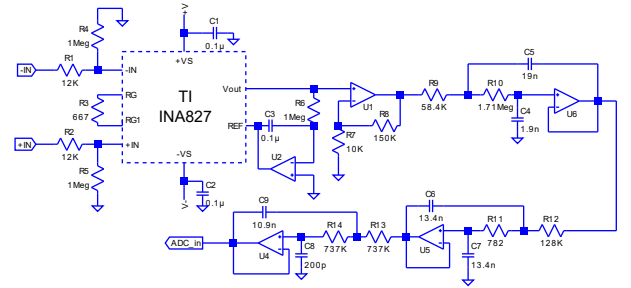 V+
R4
1Meg
C1
0.1µ
+VS
-IN
R1
12K
-IN
RG
R3
667
RG1
TI
INA827
Vout
REF
+IN
R2
12K
+IN
-VS
R5
1Meg
V-
C2
0.1µ
R6
1Meg
C3
0.1µ
U2
U1
R8
150K
R7
10K
R9
58.4K
C5
19n
R10
1.71Meg
C4
1.9n
U6
C9
10.9n
ADC_in
U4
R14
737K
C8
200p
R13
737K
C6
13.4n
U5
R11
782
C7
13.4n
R12
128K